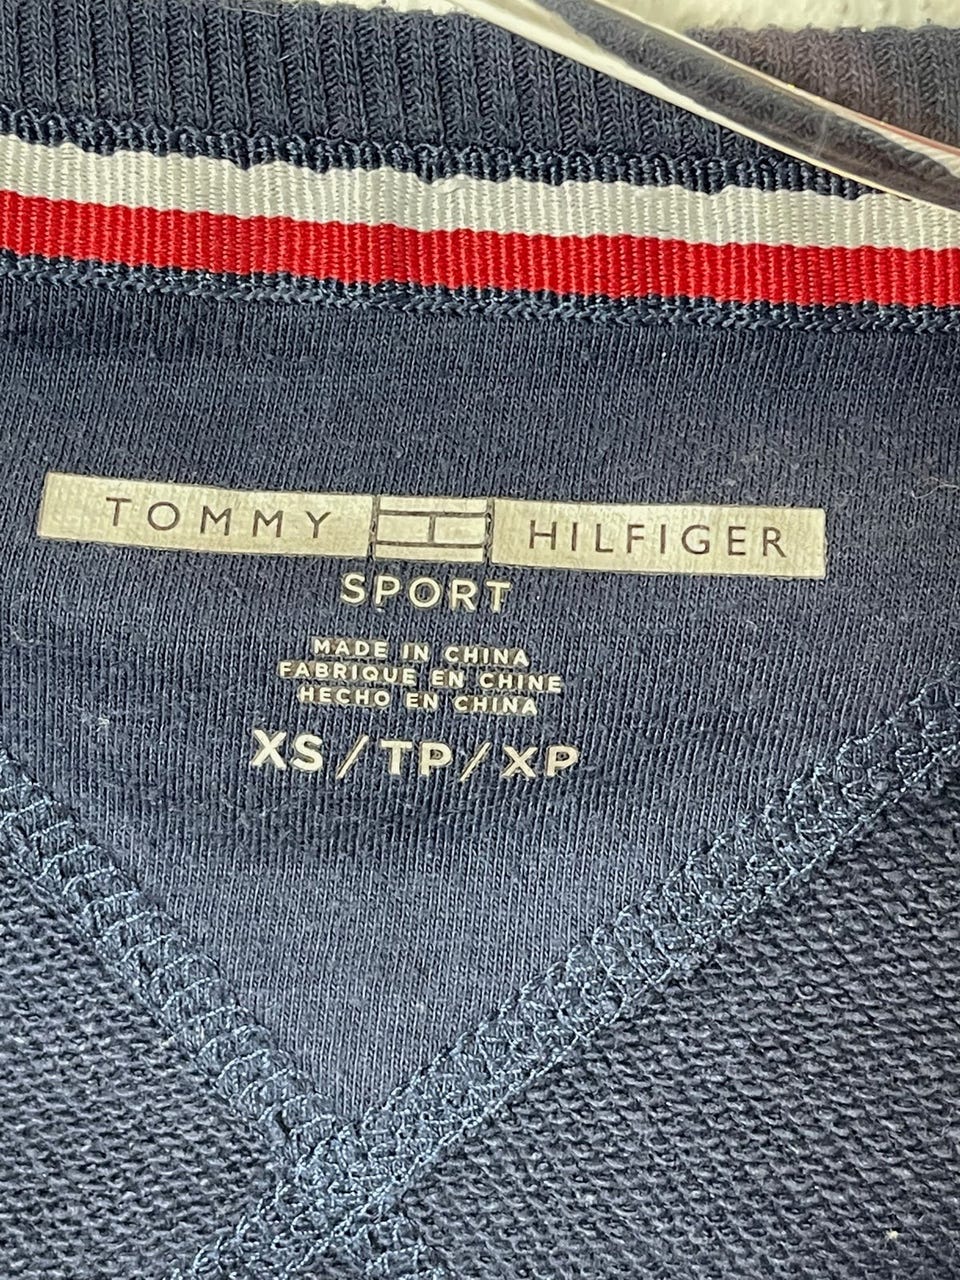 TOMMY HILFIGER
SPORT
MADE IN CHINA
FABRIQUE EN CHINE
HECHO EN CHINA
XS/TP/XP